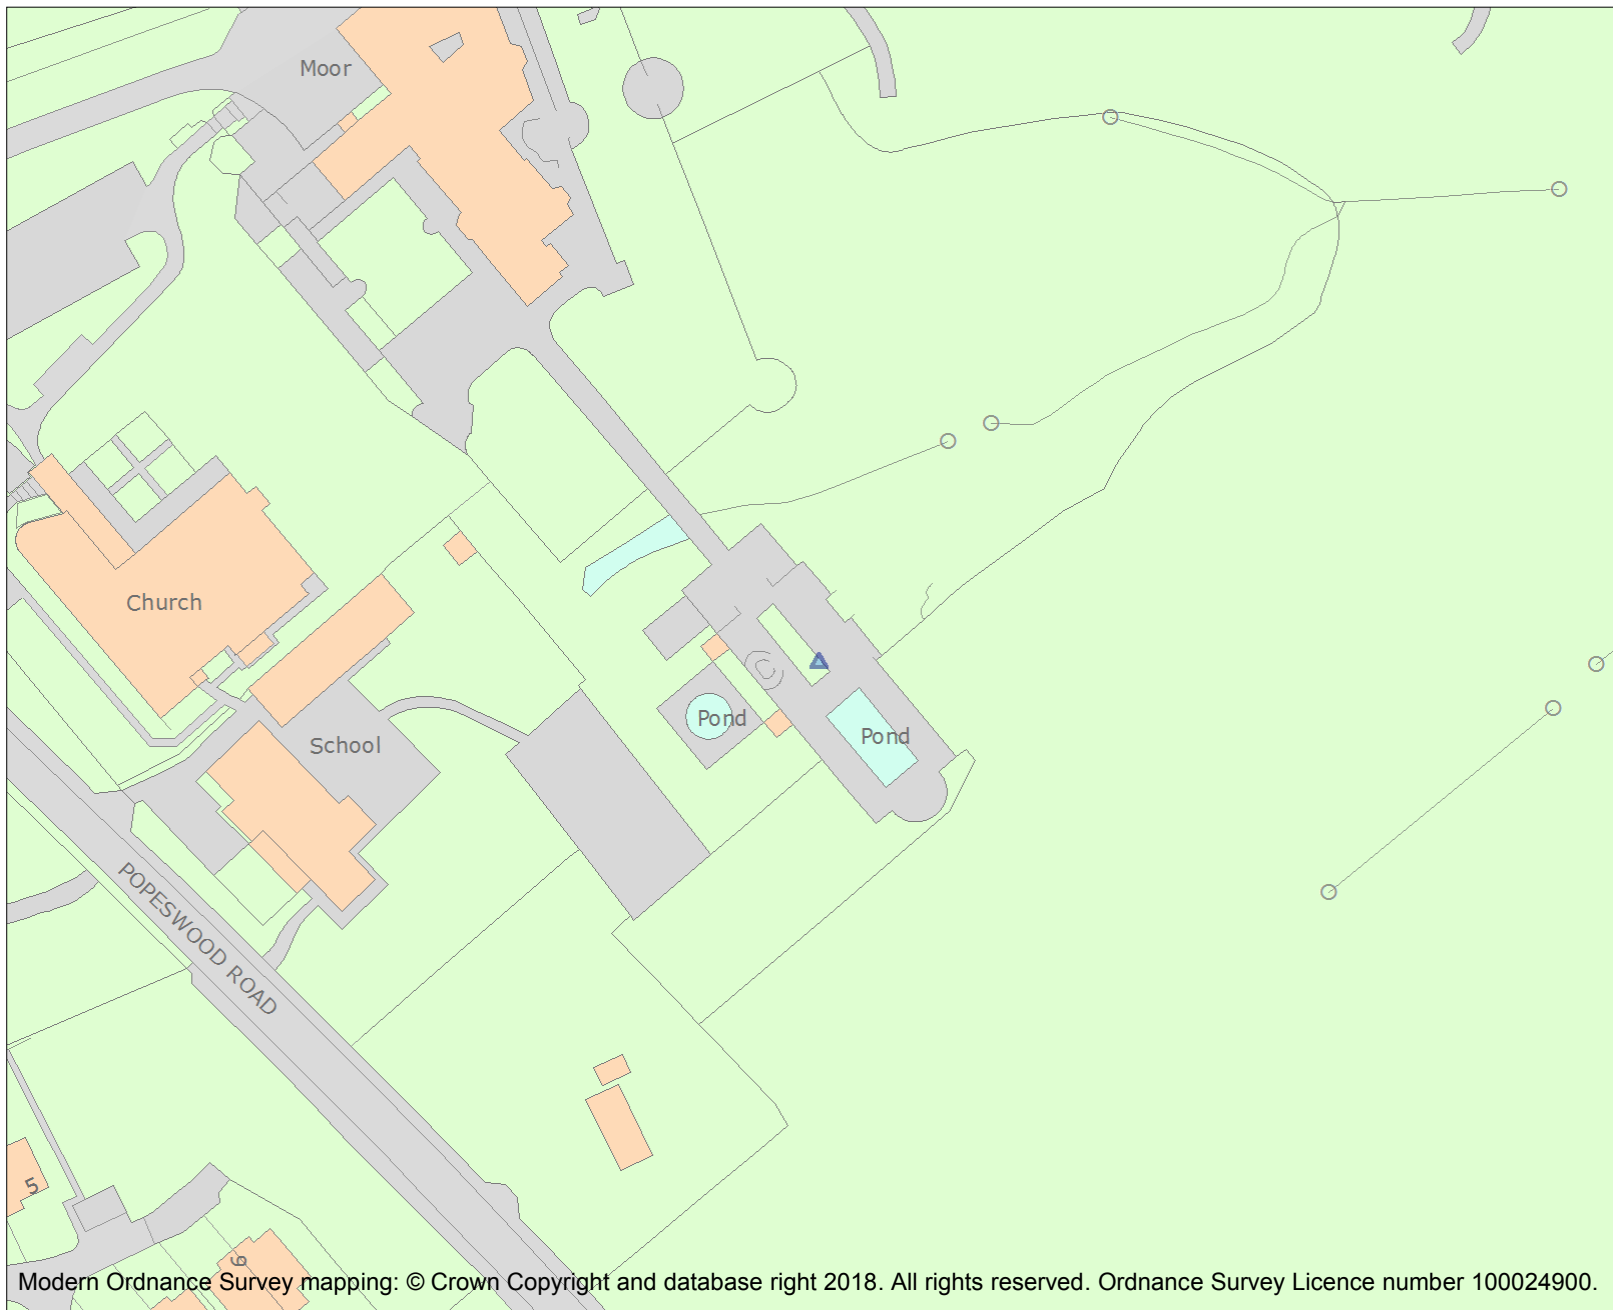 Moor
Church
School
Pond
Pond
POPESWOOD ROAD
5
9
Modern Ordnance Survey mapping: © Crown Copyright and database right 2018. All rights reserved. Ordnance Survey Licence number 100024900.